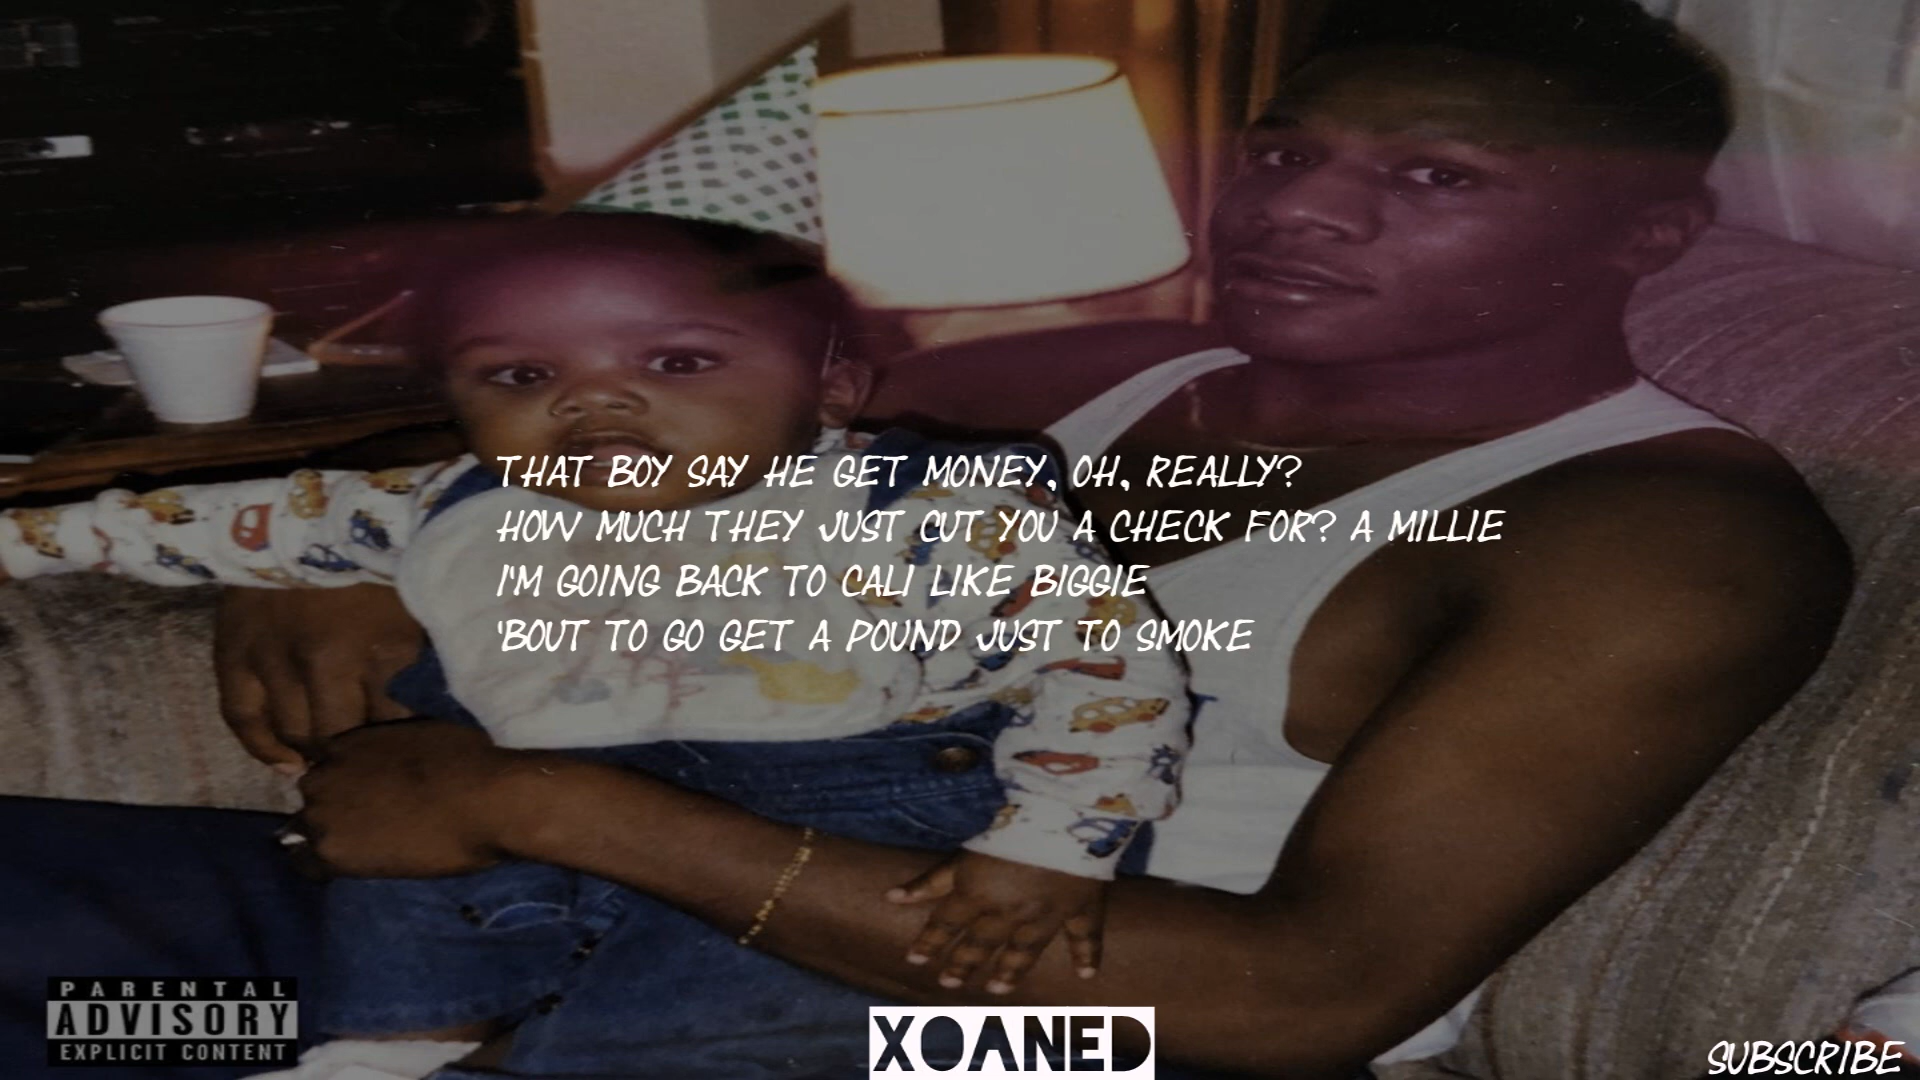 THAT BOY SAY HE GET MONEY, OH, REALLY?
HOW MUCH THEY JUST CUT YOU A CHECK FOR? A MILLIE
I'M GOING BACK TO CALI LIKE BIGGIE
'BOUT TO GO GET A POUND JUST TO SMOKE
PARENTAL
ADVISORY
EXPLICIT CONTENT
XOANED
SUBSCRIBE